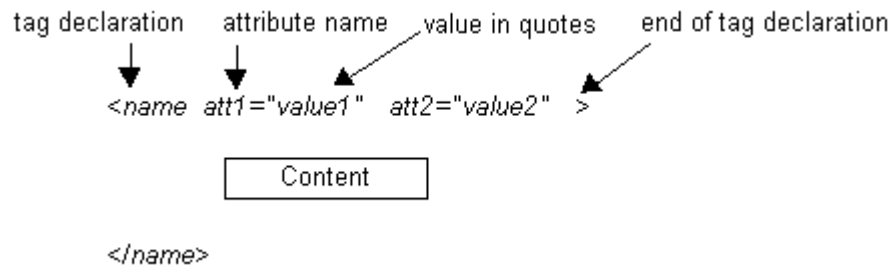 tag declaration attribute name value in quotes end of tag declaration
<name att1="value1" att2="value2" >
Content
</name>